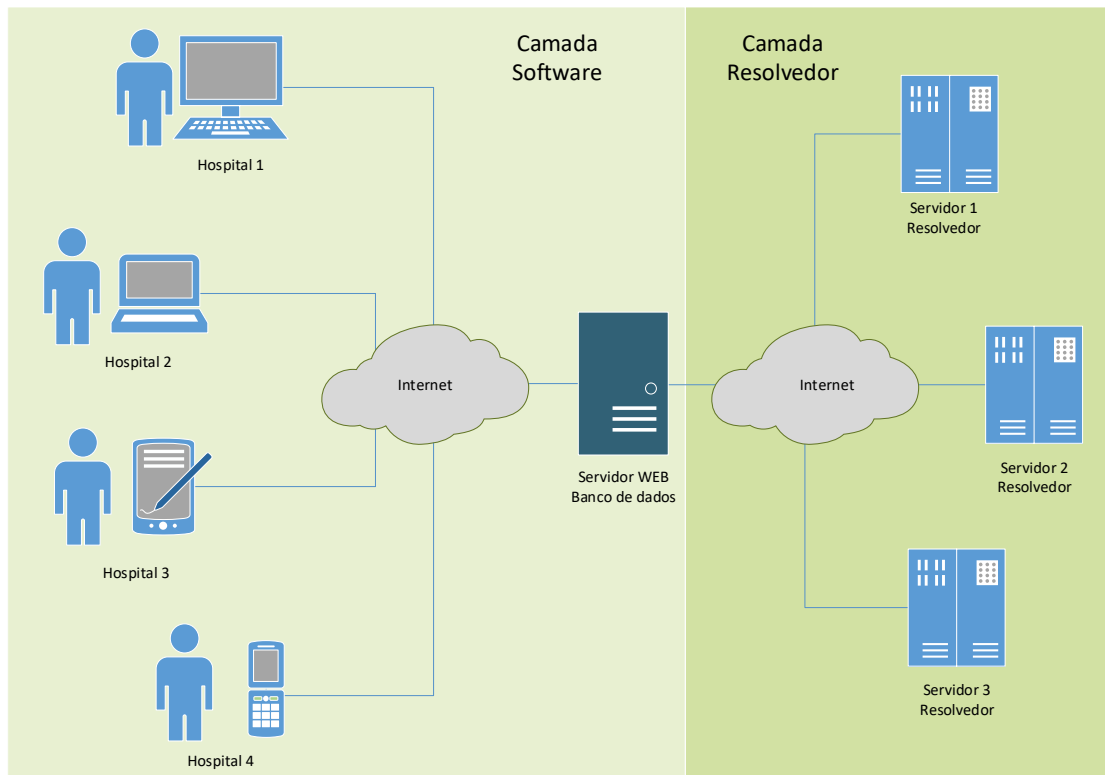 Camada
Software
Camada
Resolvedor
Hospital 1
Servidor 1
Resolvedor
Hospital 2
Internet
Internet
Servidor WEB
Banco de dados
Servidor 2
Resolvedor
Hospital 3
Servidor 3
Resolvedor
Hospital 4